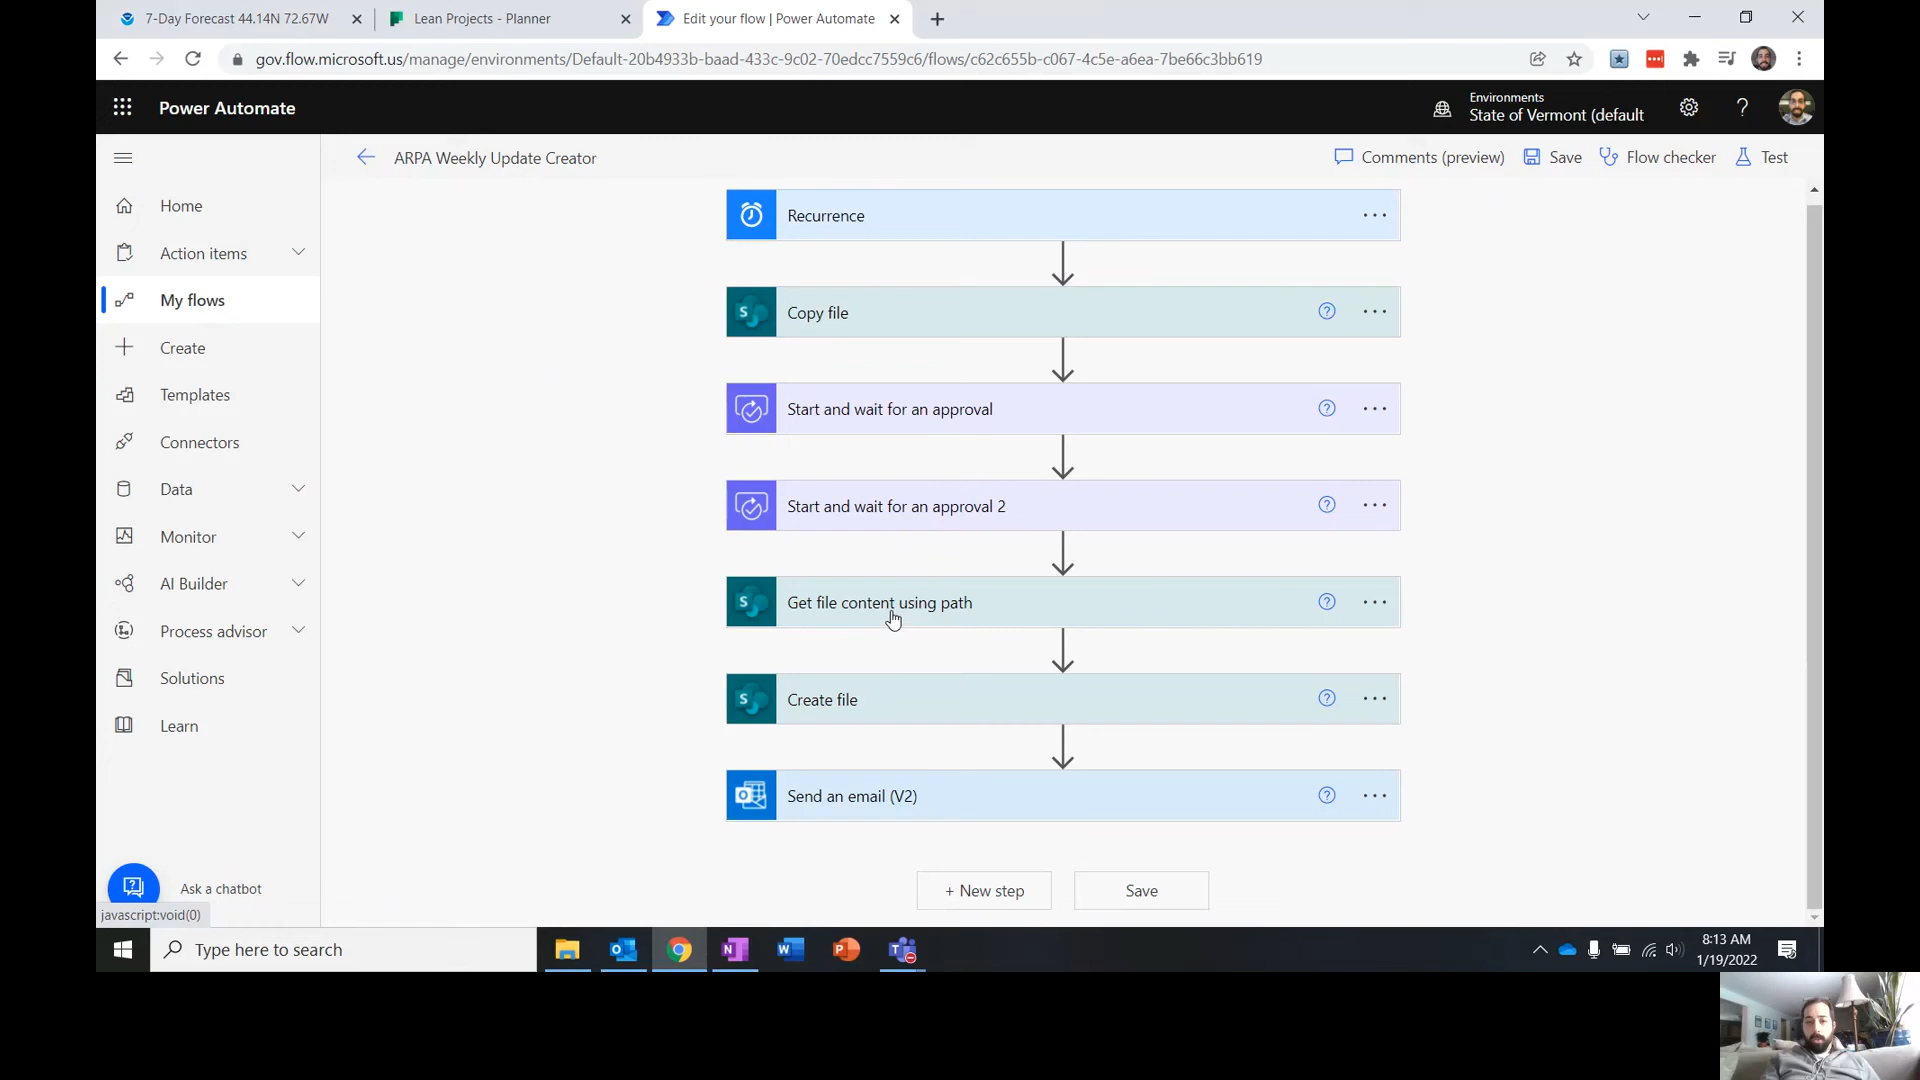 7-Day Forecast 44.14N 72.67W
Lean Projects - Planner
Edit your flow | Power Automate
gov.flow.microsoft.us/manage/environments/Default-20b4933b-baad-433c-9c02-70edcc7559c6/flows/c62c655b-c067-4c5e-a6ea-7be66c3bb619
Power Automate
Environments
State of Vermont (default
ARPA Weekly Update Creator
Comments (preview)
Save
Flow checker
Test
Home
Action items
My flows
Create
Templates
Connectors
Data
Monitor
AI Builder
Process advisor
Solutions
Learn
Ask a chatbot
javascript:void(0)
Recurrence
Copy file
Start and wait for an approval
Start and wait for an approval 2
Get file content using path
Create file
Send an email (V2)
+ New step
Save
Type here to search
8:13 AM
1/19/2022